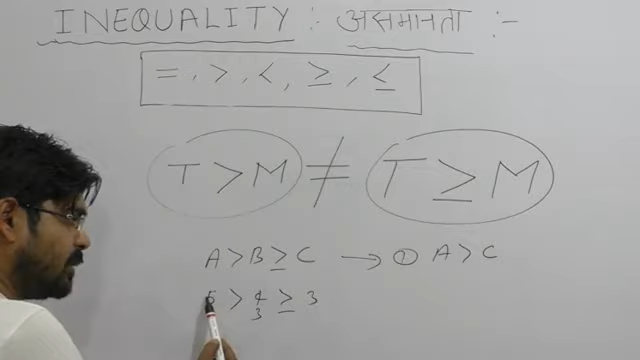 INEQUALITY : असमानता :-
=, >, <, ≥, ≤
T > M ≠ T ≥ M
A > B ≥ C → ① A > C
5 > 4 ≥ 3
3